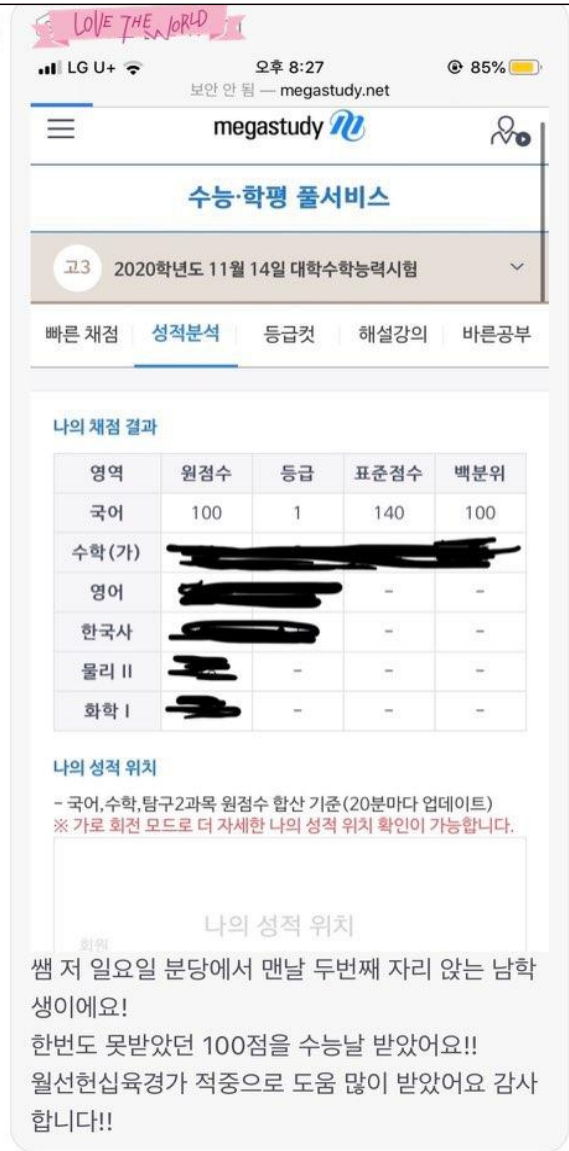 LOVE THE WORLD
LG U+ 오후 8:27 85%
보안 안 됨 — megastudy.net
megastudy
수능·학평 풀서비스
고3 2020학년도 11월 14일 대학수학능력시험
빠른 채점 성적분석 등급컷 해설강의 바른공부
나의 채점 결과
영역 원점수 등급 표준점수 백분위
국어 100 1 140 100
수학(가)
영어 - -
한국사 - -
물리 II - - -
화학 I - - -
나의 성적 위치
- 국어,수학,탐구2과목 원점수 합산 기준(20분마다 업데이트)
※ 가로 회전 모드로 더 자세한 나의 성적 위치 확인이 가능합니다.
나의 성적 위치
회원
쌤 저 일요일 분당에서 맨날 두번째 자리 앉는 남학
생이에요!
한번도 못받았던 100점을 수능날 받았어요!!
월선헌십육경가 적중으로 도움 많이 받았어요 감사
합니다!!